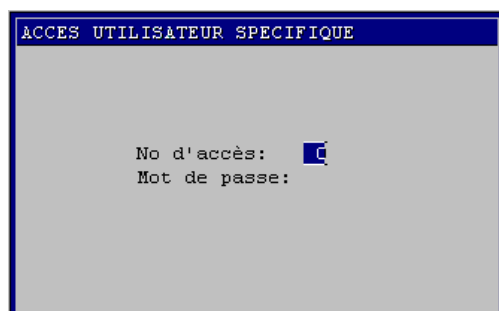 ACCES UTILISATEUR SPECIFIQUE
No d'accès: 0
Mot de passe: